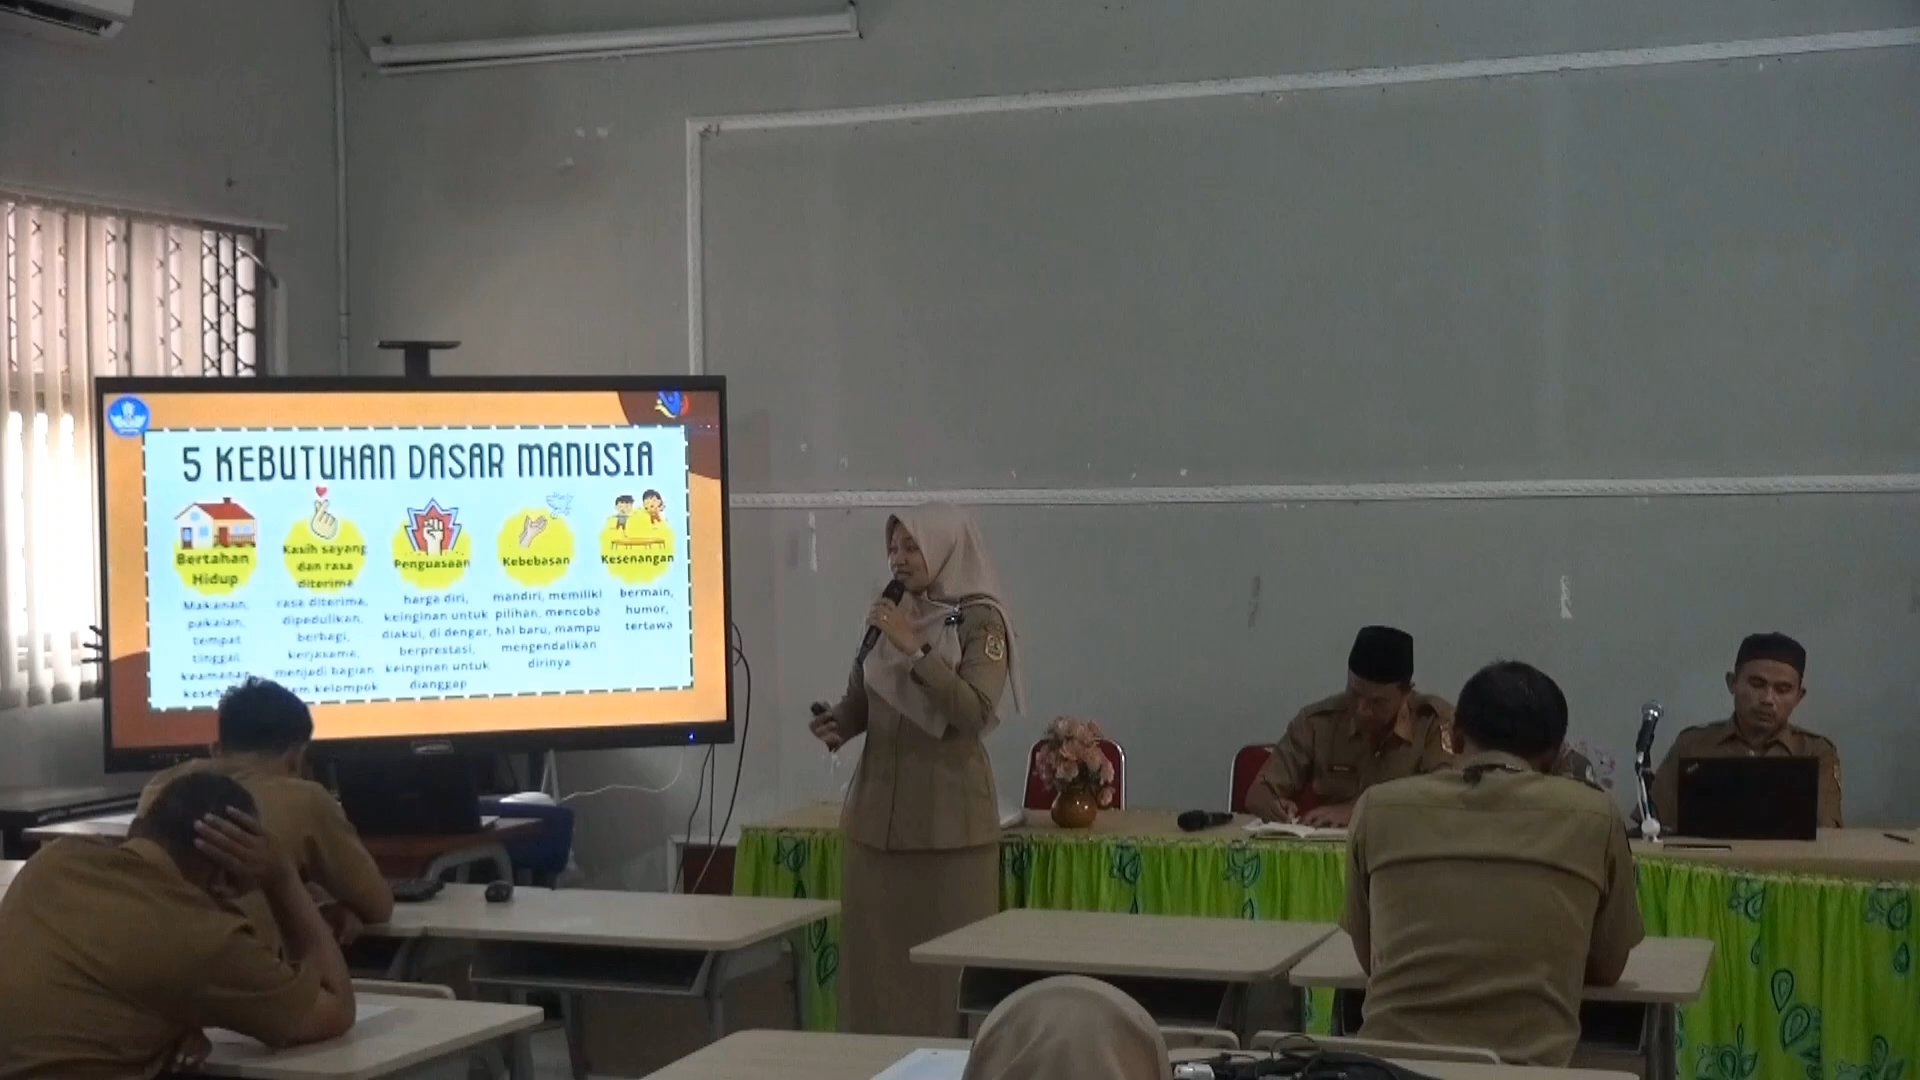 5 KEBUTUHAN DASAR MANUSIA
Bertahan
Hidup
Makanan,
pakaian,
tempat
tinggal,
keamanan,
Kasih sayang
dan rasa
diterima
rasa diterima,
dipedulikan,
berbagi,
kerjasama,
menjadi bagian
kelompok
Penguasaan
harga diri,
keinginan untuk
diakui, di dengar,
berprestasi,
keinginan untuk
dianggap
Kebebasan
mandiri, memiliki
pilihan, mencoba
hal baru, mampu
mengendalikan
dirinya
Kesenangan
bermain,
humor,
tertawa